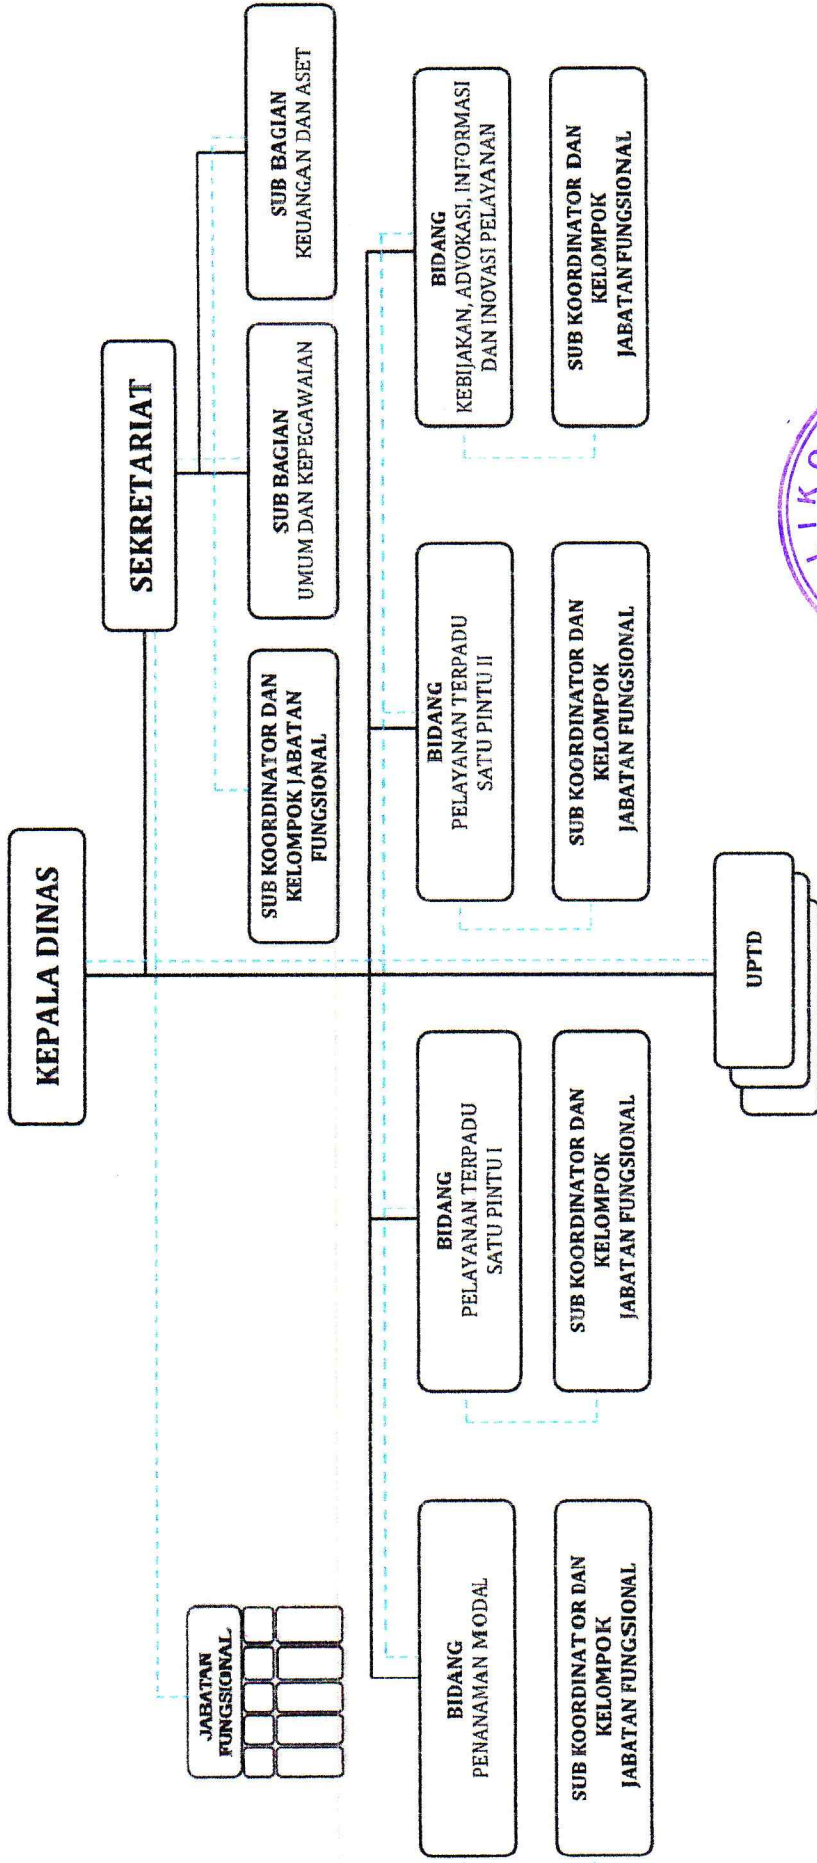 KEPALA DINAS
SEKRETARIAT
JABATAN
FUNGSIONAL
SUB KOORDINATOR DAN
KELOMPOK JABATAN
FUNGSIONAL
SUB BAGIAN
UMUM DAN KEPEGAWAIAN
SUB BAGIAN
KEUANGAN DAN ASET
BIDANG
PENANAMAN MODAL
BIDANG
PELAYANAN TERPADU
SATU PINTU I
BIDANG
PELAYANAN TERPADU
SATU PINTU II
BIDANG
KEBIJAKAN, ADVOKASI, INFORMASI
DAN INOVASI PELAYANAN
SUB KOORDINATOR DAN
KELOMPOK
JABATAN FUNGSIONAL
SUB KOORDINATOR DAN
KELOMPOK
JABATAN FUNGSIONAL
SUB KOORDINATOR DAN
KELOMPOK
JABATAN FUNGSIONAL
SUB KOORDINATOR DAN
KELOMPOK
JABATAN FUNGSIONAL
UPTD